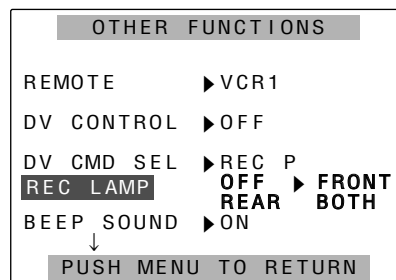 OTHER FUNCTIONS
REMOTE ▶VCR1
DV CONTROL ▶OFF
DV CMD SEL ▶REC P
REC LAMP OFF ▶ FRONT
REAR BOTH
BEEP SOUND ▶ON
↓
PUSH MENU TO RETURN